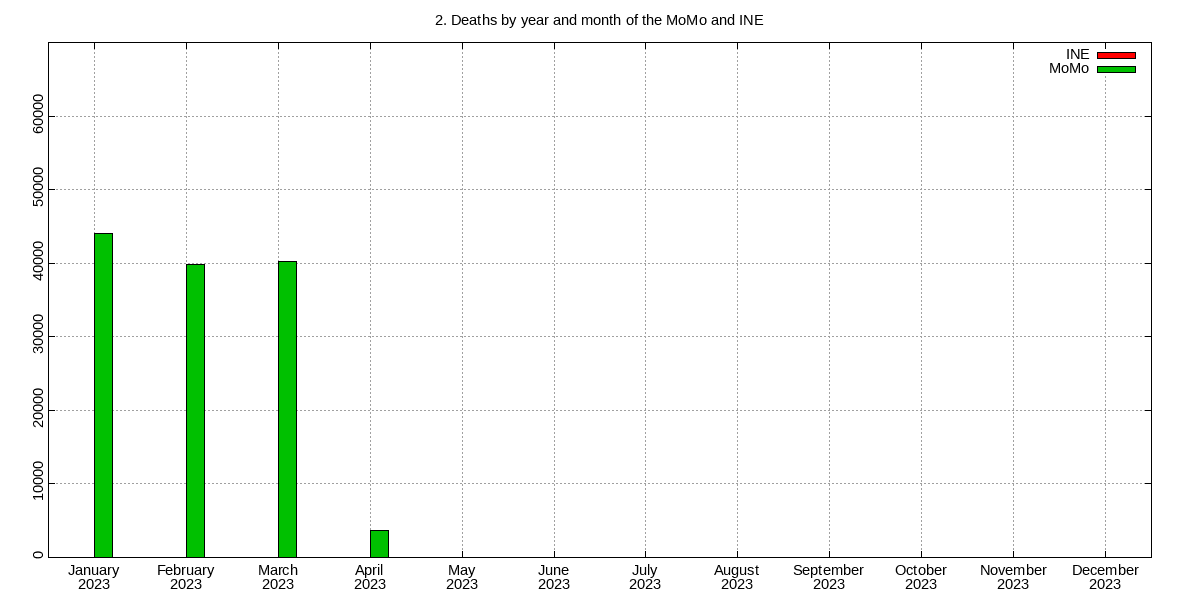 2. Deaths by year and month of the MoMo and INE
INE
MoMo
60000
50000
40000
30000
20000
10000
0
January February March April May June July August September October November December
2023 2023 2023 2023 2023 2023 2023 2023 2023 2023 2023 2023